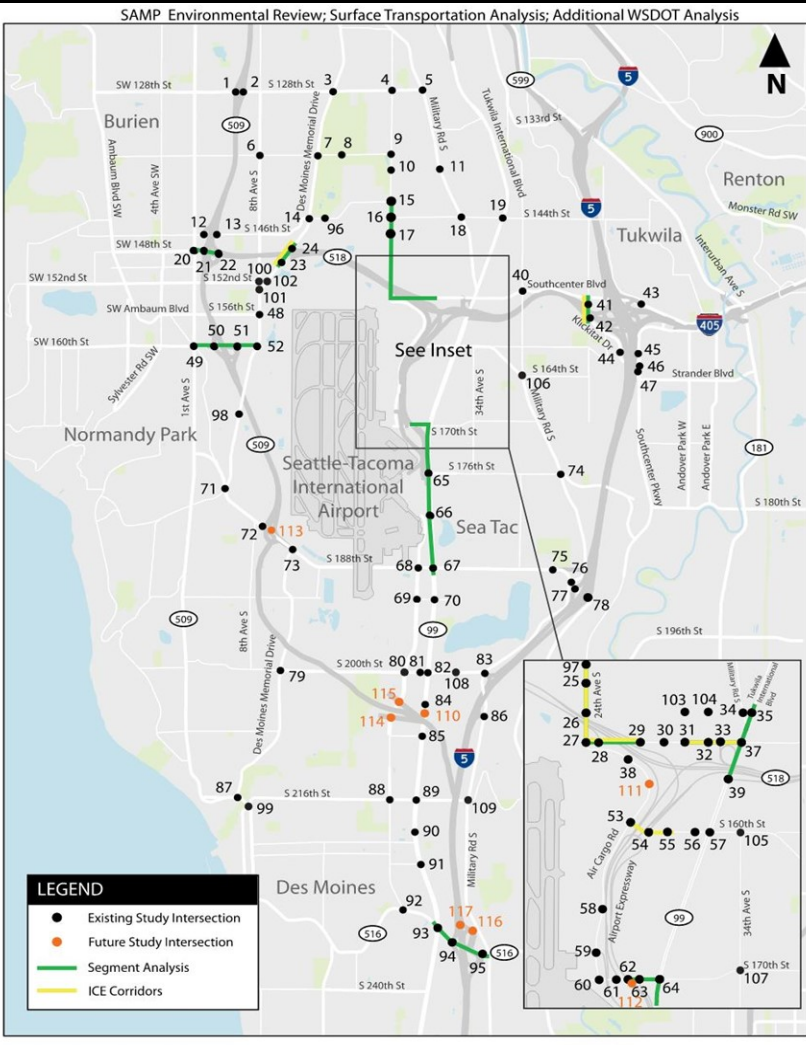 SAMP Environmental Review; Surface Transportation Analysis; Additional WSDOT Analysis
N
SW 128th St
1 2
S 128th St
3
4
5
599
5
Burien
509
Des Moines Memorial Drive
Military Rd S
Tukwila International Blvd
S 133rd St
900
Ambaum Blvd SW
4th Ave SW
6
8th Ave S
7
8
9
10
11
Renton
Monster Rd SW
12
13
14
96
15
16
17
18
19
S 144th St
5
Tukwila
Interurban Ave S
S 146th St
SW 148th St
20
21
22
24
23
518
SW 152nd St
100
S 152nd St
102
101
40
Southcenter Blvd
41
42
43
Klickitat Dr
405
SW Ambaum Blvd
S 156th St
48
SW 160th St
50
51
49
52
See Inset
44
45
46
47
Strander Blvd
Sylvester Rd SW
1st Ave S
34th Ave S
S 164th St
106
Military Rd S
98
Normandy Park
509
S 170th St
Southcenter Pkwy
Andover Park W
Andover Park E
181
Seattle-Tacoma
International
Airport
S 176th St
65
74
71
66
Sea Tac
S 180th St
72
113
73
S 188th St
68
67
75
76
77
78
69
70
509
8th Ave S
99
S 196th St
Des Moines Memorial Drive
79
S 200th St
80
81
82
108
83
115
84
114
110
86
85
5
87
99
S 216th St
88
89
109
90
Military Rd S
91
Des Moines
92
516
93
117
116
94
95
516
S 240th St
97
25
24th Ave S
26
27
28
29
30
31
32
33
103
104
34
35
Military Rd S
Tukwila International Blvd
37
38
39
518
111
53
54
55
56
57
S 160th St
105
Air Cargo Rd
Airport Expressway
58
99
34th Ave S
59
60
61
62
63
64
112
S 170th St
107
LEGEND
Existing Study Intersection
Future Study Intersection
Segment Analysis
ICE Corridors